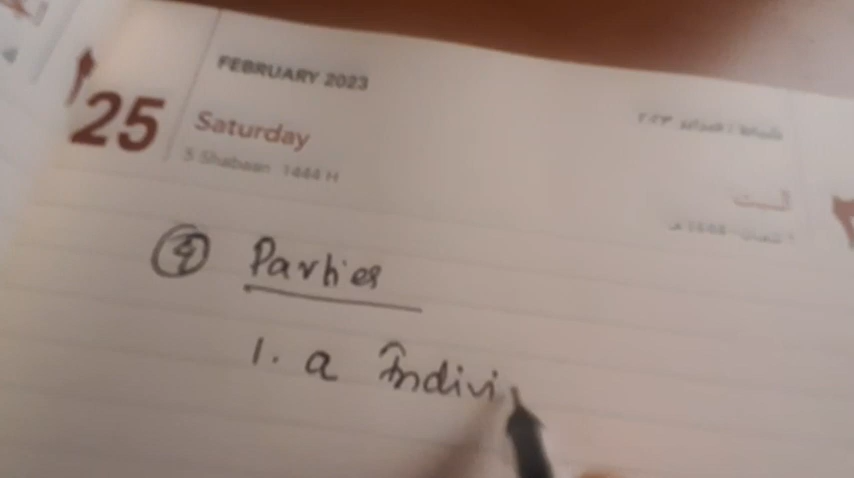 FEBRUARY 2023
25
Saturday
5 Shabaan 1444 H
④ Parties
1. a Indivi